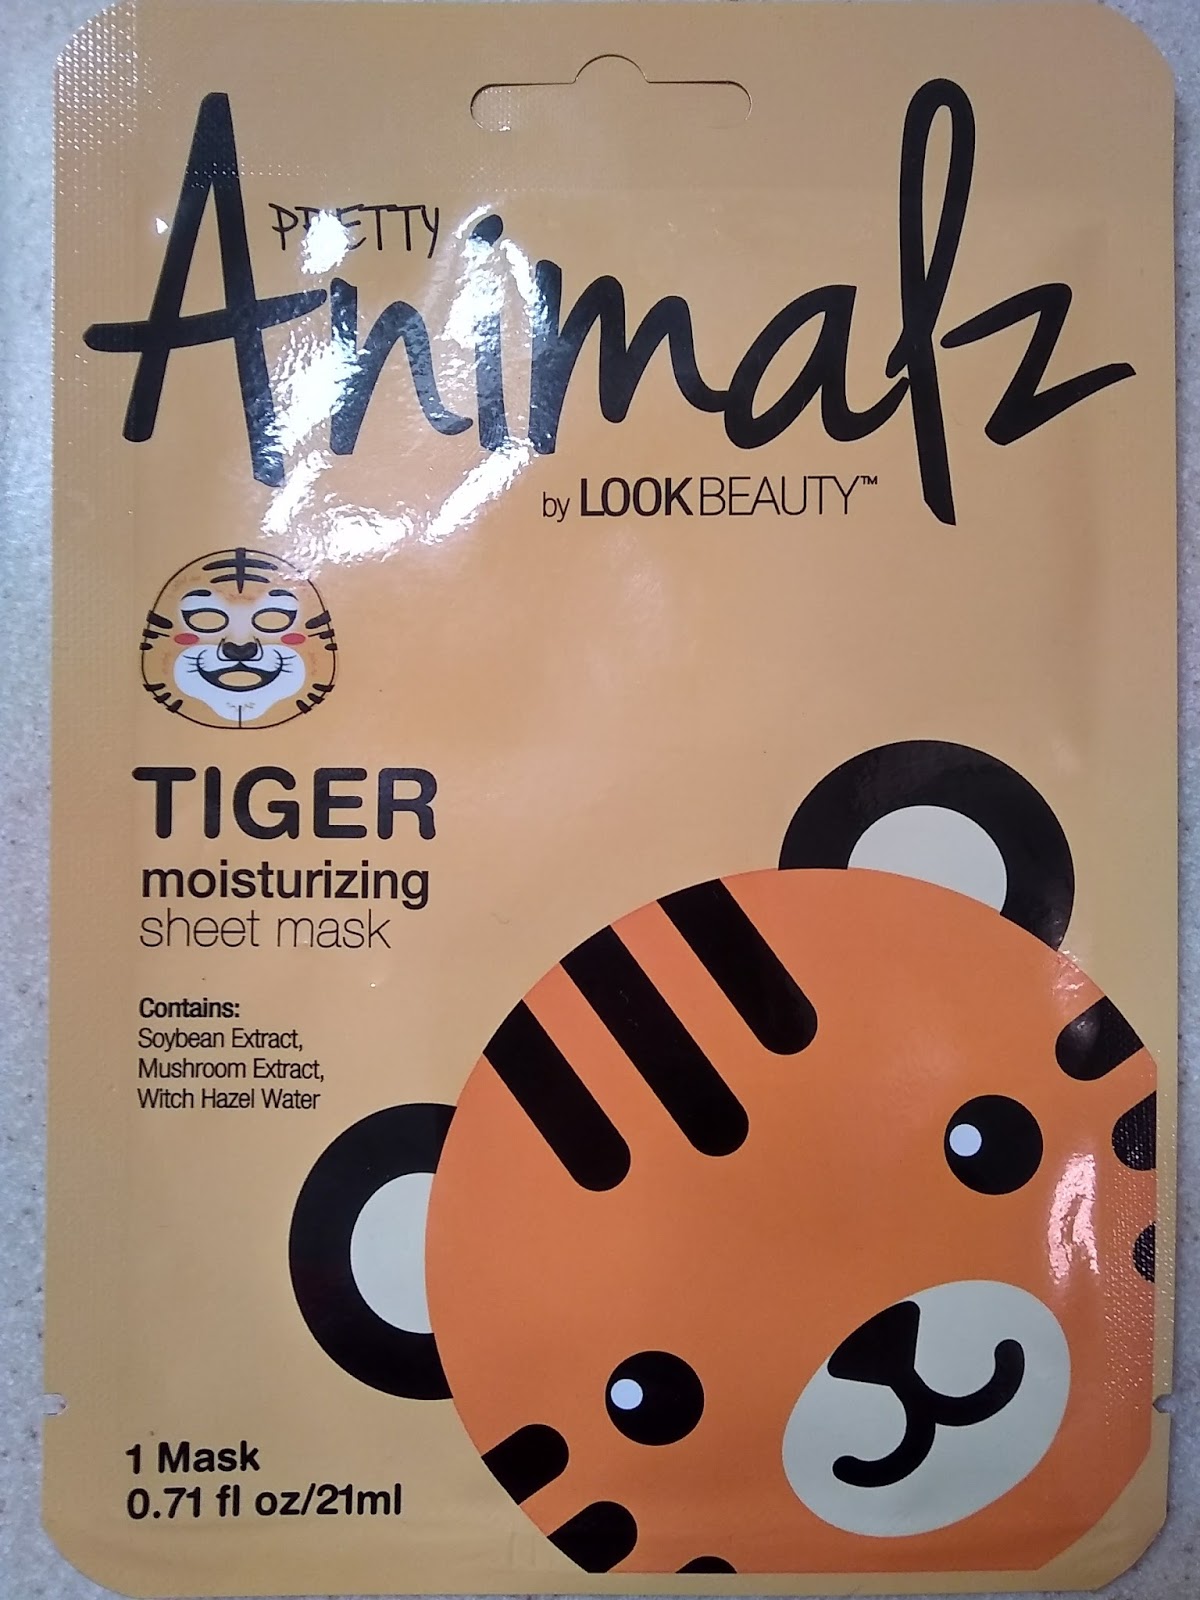 PRETTY
Animalz
by LOOKBEAUTY™
TIGER
moisturizing
sheet mask
Contains:
Soybean Extract,
Mushroom Extract,
Witch Hazel Water
1 Mask
0.71 fl oz/21ml